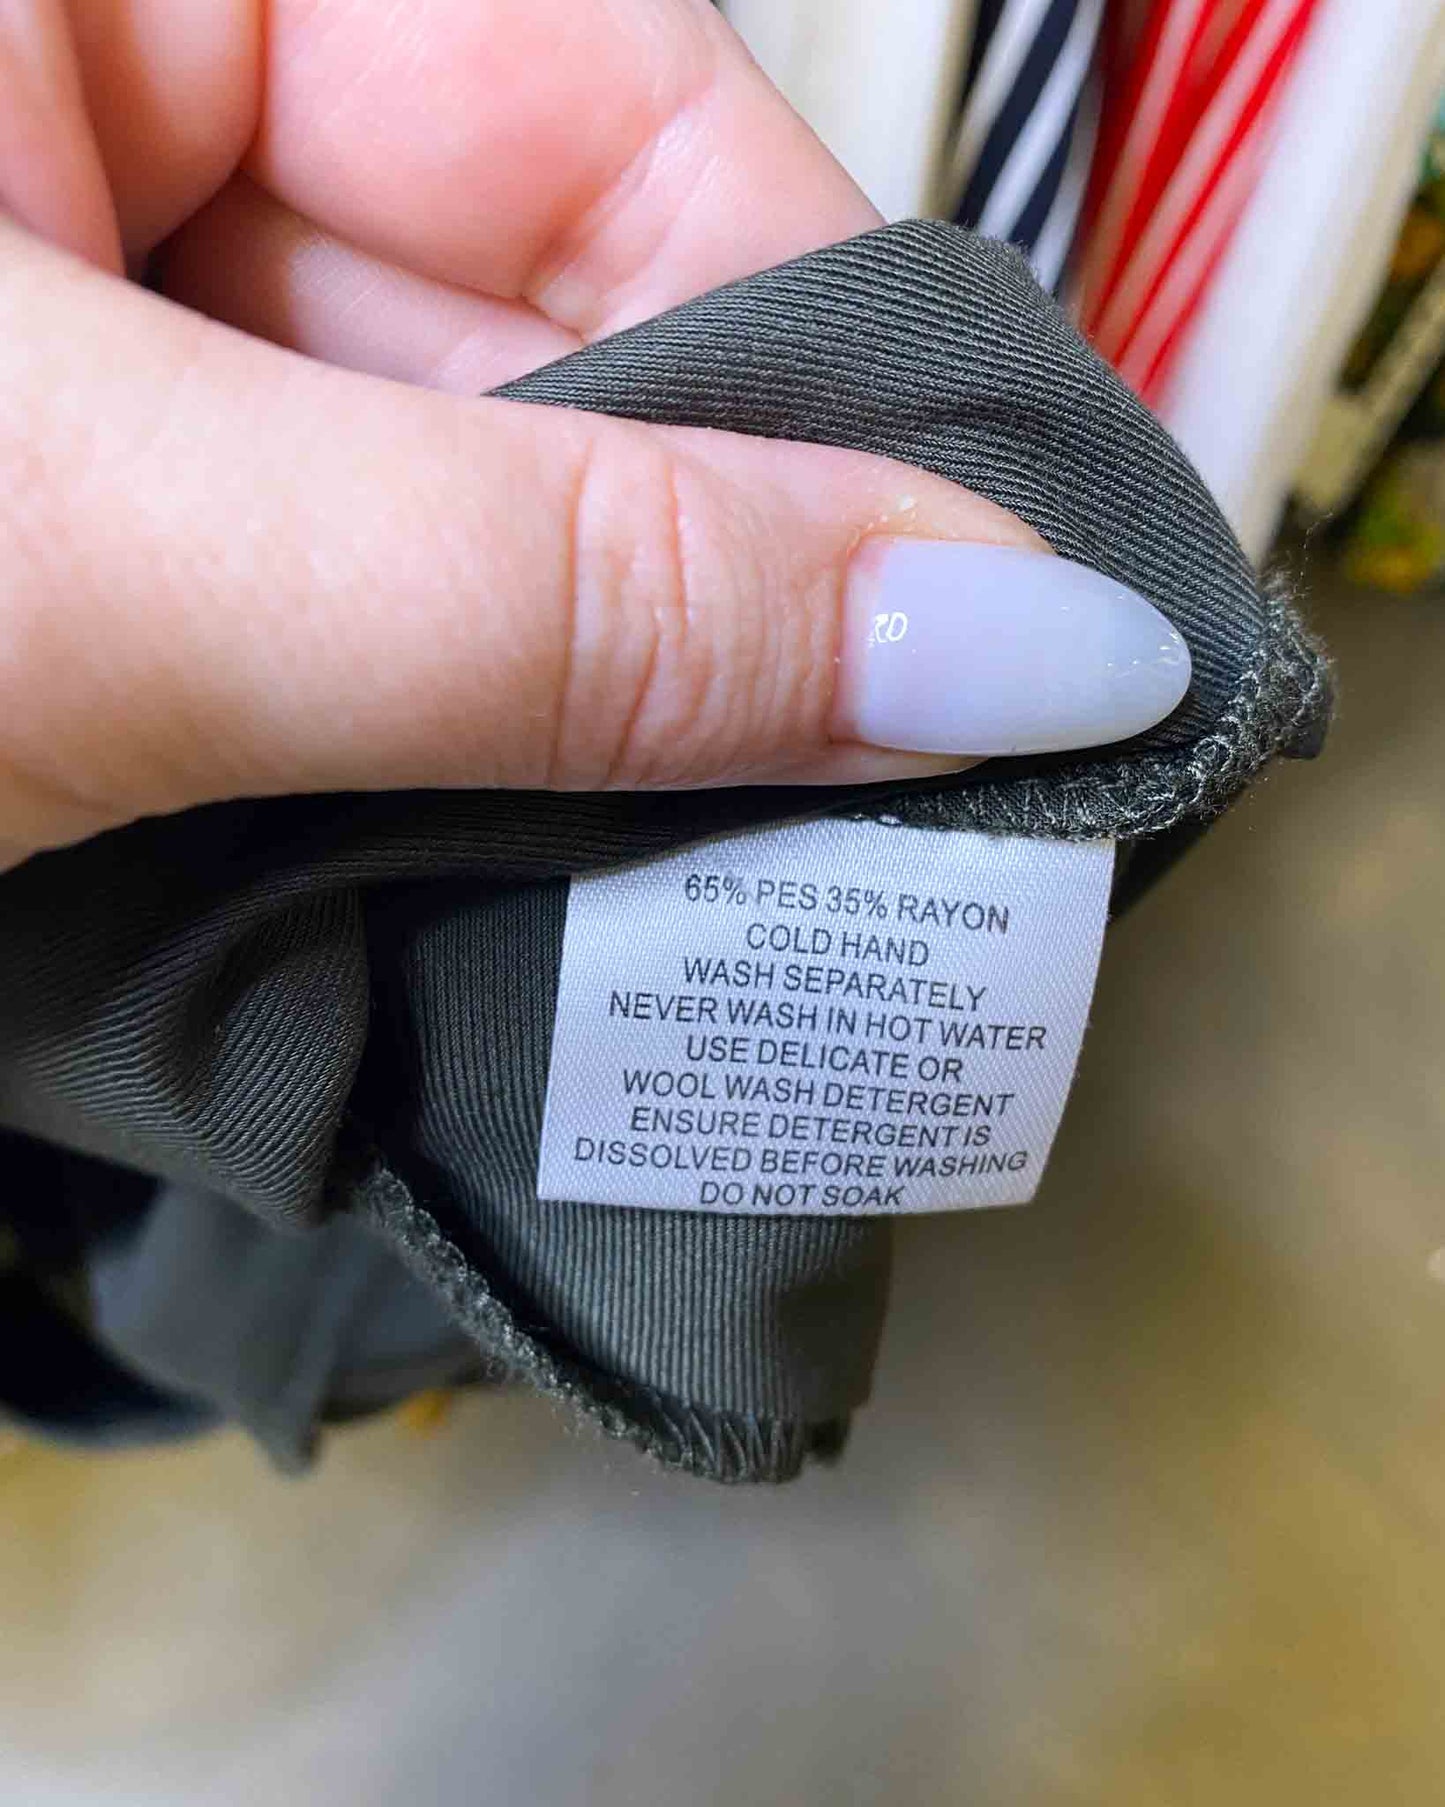 65% PES 35% RAYON
COLD HAND
WASH SEPARATELY
NEVER WASH IN HOT WATER
USE DELICATE OR
WOOL WASH DETERGENT
ENSURE DETERGENT IS
DISSOLVED BEFORE WASHING
DO NOT SOAK